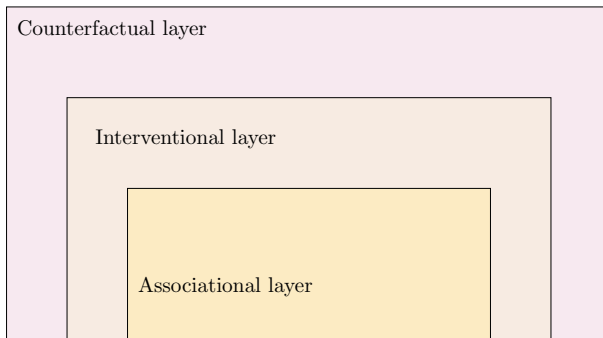 Counterfactual layer
Interventional layer
Associational layer